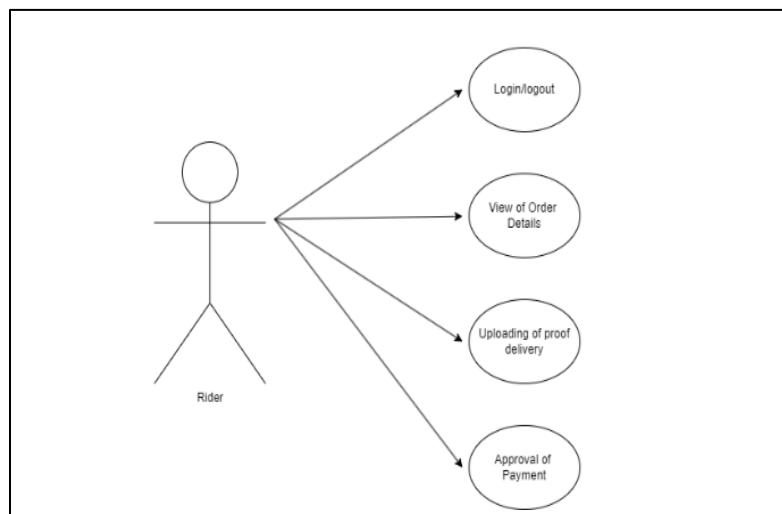 Login/logout
View of Order
Details
Uploading of proof
delivery
Rider
Approval of
Payment